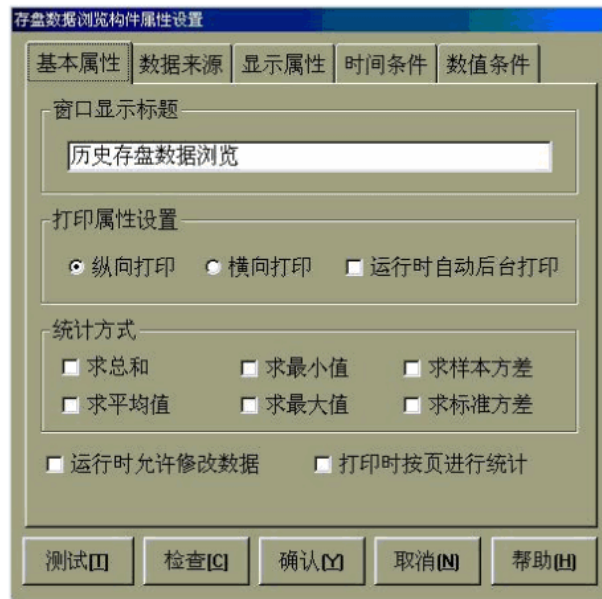 存盘数据浏览构件属性设置
基本属性 数据来源 显示属性 时间条件 数值条件
窗口显示标题
历史存盘数据浏览
打印属性设置
纵向打印 横向打印 运行时自动后台打印
统计方式
求总和 求最小值 求样本方差
求平均值 求最大值 求标准方差
运行时允许修改数据 打印时按页进行统计
测试[T] 检查[C] 确认[Y] 取消[N] 帮助[H]